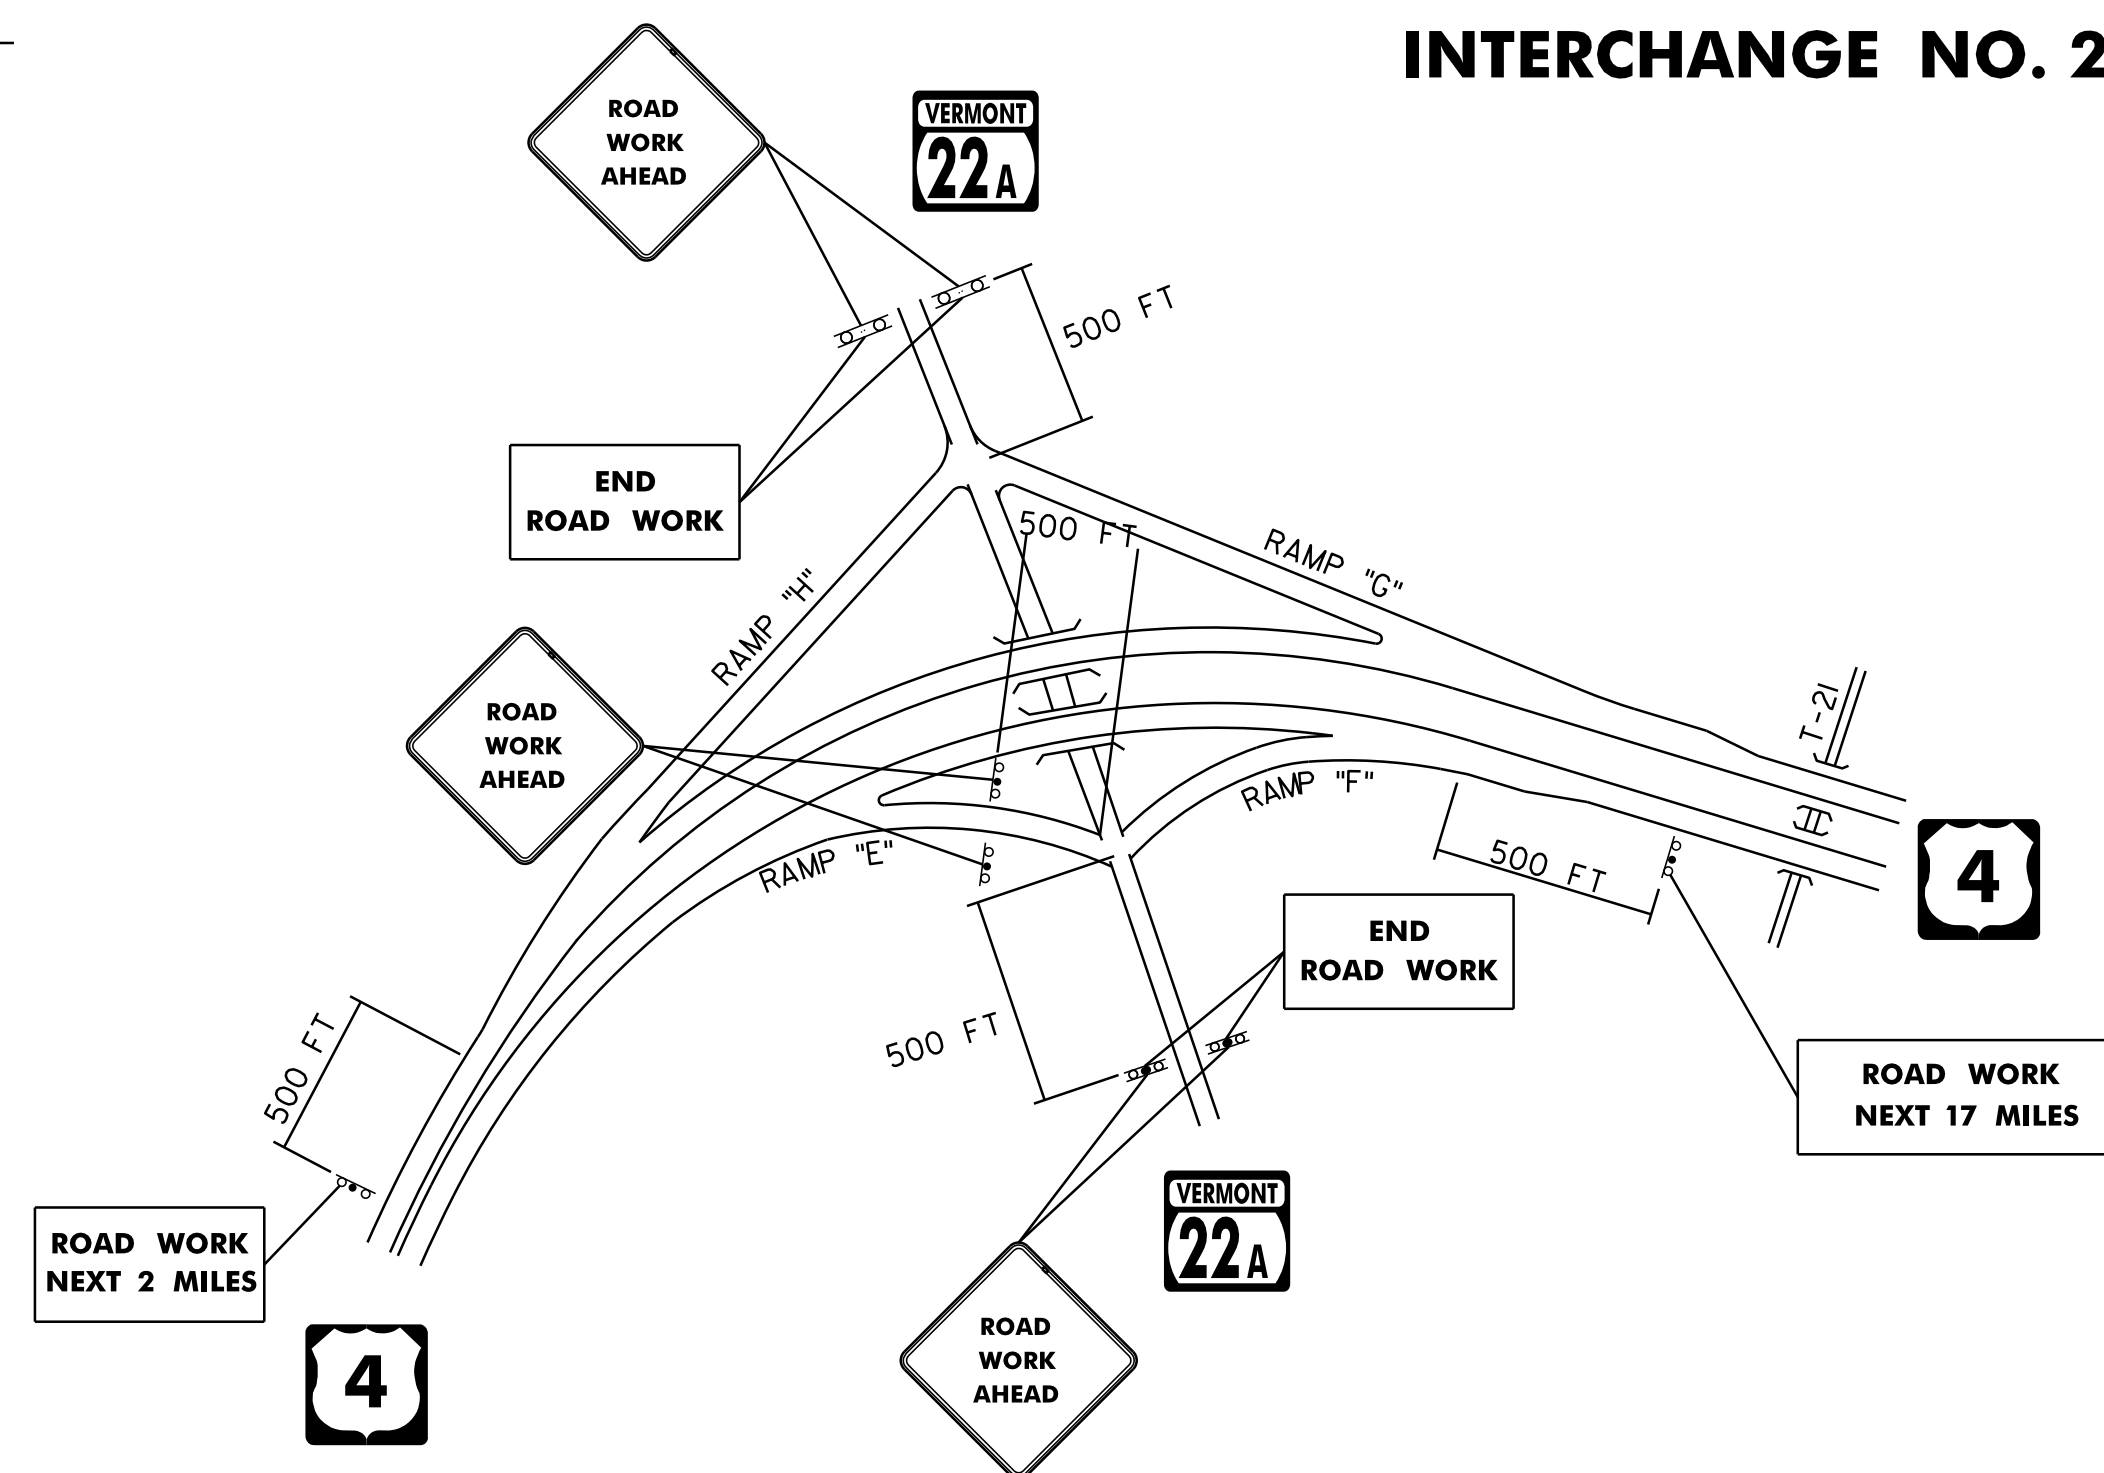 INTERCHANGE NO. 2
ROAD
WORK
AHEAD
VERMONT
22A
500 FT
END
ROAD WORK
500 FT
RAMP "G"
RAMP "H"
T-21
ROAD
WORK
AHEAD
RAMP "F"
RAMP "E"
500 FT
4
END
ROAD WORK
500 FT
500 FT
ROAD WORK
NEXT 17 MILES
VERMONT
22A
ROAD WORK
NEXT 2 MILES
4
ROAD
WORK
AHEAD